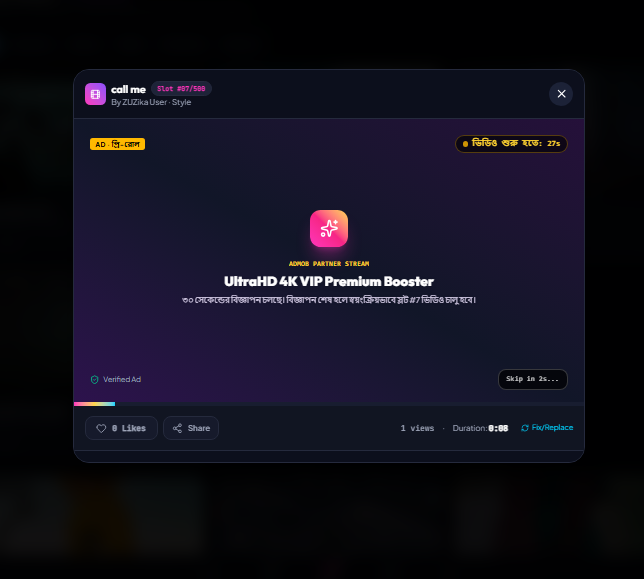 call me Slot #07/500
By ZUZika User · Style
AD · প্রি-রোল
ভিডিও শুরু হতে: 27s
ADMOB PARTNER STREAM
UltraHD 4K VIP Premium Booster
৩০ সেকেন্ডের বিজ্ঞাপন চলছে। বিজ্ঞাপন শেষ হলে স্বয়ংক্রিয়ভাবে স্লট #7 ভিডিও চালু হবে।
Verified Ad
Skip in 2s...
0 Likes Share 1 views · Duration: 0:08 Fix/Replace